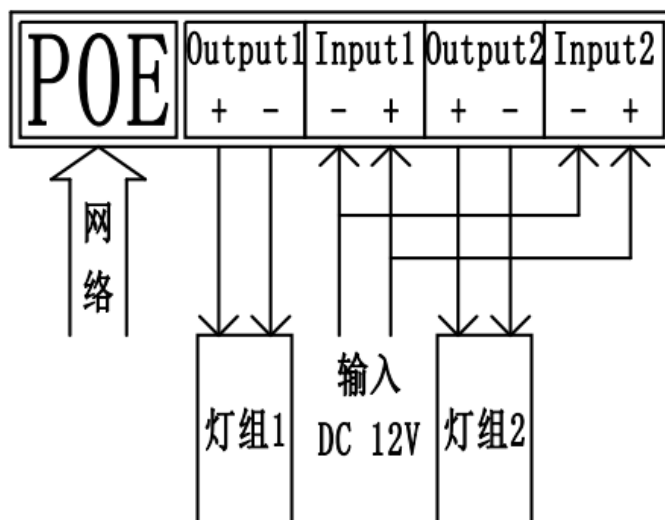 POE
Output1
+ -
Input1
- +
Output2
+ -
Input2
- +
网
络
灯组1
输入
DC 12V
灯组2